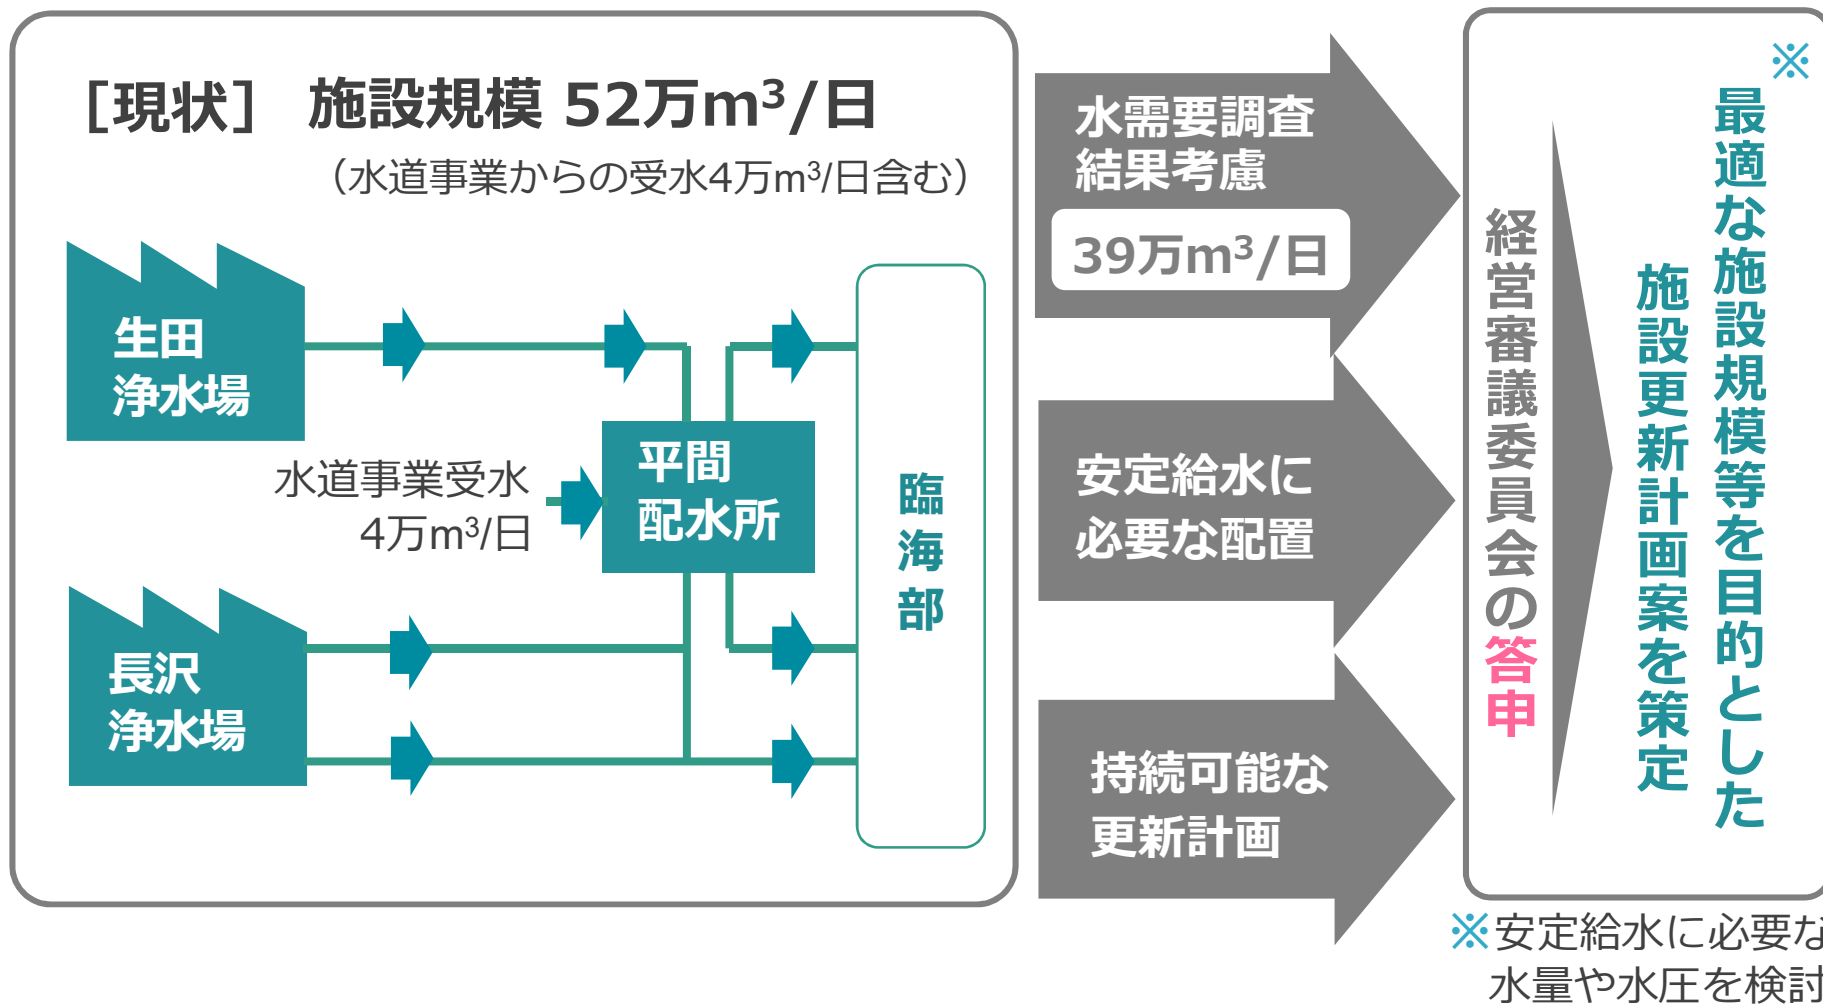 ［現状］ 施設規模 52万m³/日
（水道事業からの受水4万m³/日含む）
生田
浄水場
水道事業受水
4万m³/日
平間
配水所
長沢
浄水場
臨海部
水需要調査
結果考慮
39万m³/日
安定給水に
必要な配置
持続可能な
更新計画
経営審議委員会の答申
※
最適な施設規模等を目的とした
施設更新計画案を策定
※安定給水に必要な
水量や水圧を検討